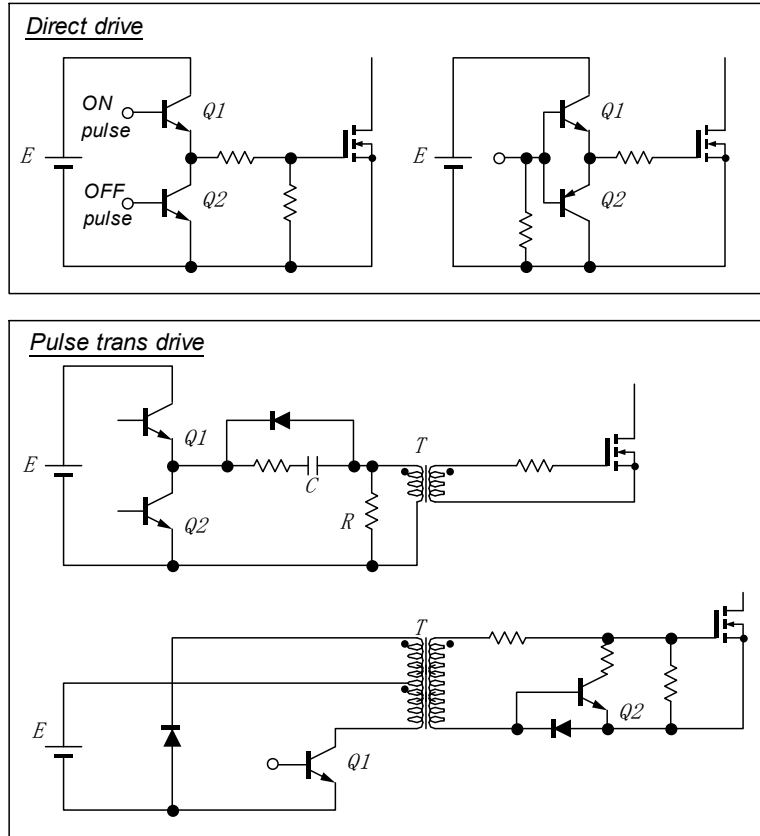 Direct drive
ON
pulse
Q1
E
OFF
pulse
Q2
Q1
E
Q2
Pulse trans drive
Q1
E
C
T
Q2
R
T
E
Q2
Q1